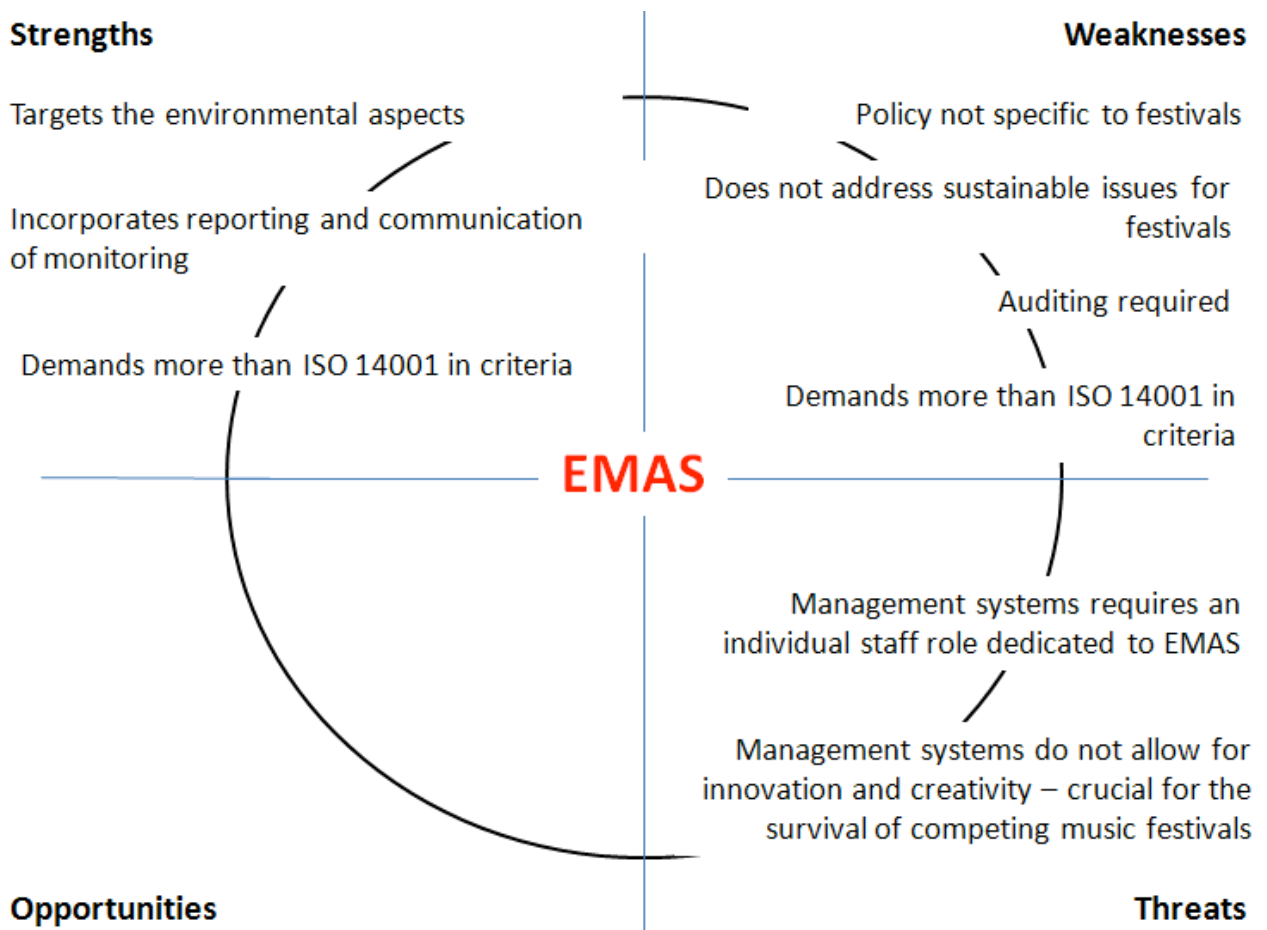 Strengths
Weaknesses
Targets the environmental aspects
Policy not specific to festivals
Does not address sustainable issues for
festivals
Incorporates reporting and communication
of monitoring
Auditing required
Demands more than ISO 14001 in criteria
Demands more than ISO 14001 in
criteria
EMAS
Management systems requires an
individual staff role dedicated to EMAS
Management systems do not allow for
innovation and creativity – crucial for the
survival of competing music festivals
Opportunities
Threats